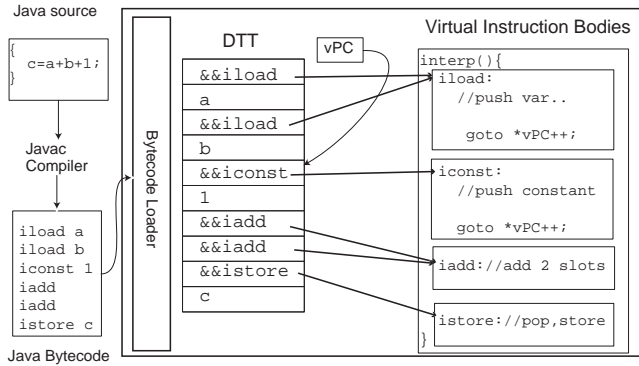 Java source
{
c=a+b+1;
}
Javac
Compiler
iload a
iload b
iconst 1
iadd
iadd
istore c
Java Bytecode
Bytecode Loader
DTT
&&iload
a
&&iload
b
&&iconst
1
&&iadd
&&iadd
&&istore
c
vPC
Virtual Instruction Bodies
interp(){
iload:
//push var..
goto *vPC++;
iconst:
//push constant
goto *vPC++;
iadd://add 2 slots
istore://pop,store
}